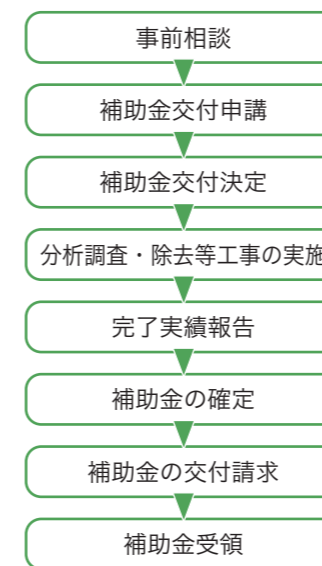 事前相談
補助金交付申講
補助金交付決定
分析調査・除去等工事の実施
完了実績報告
補助金の確定
補助金の交付請求
補助金受領